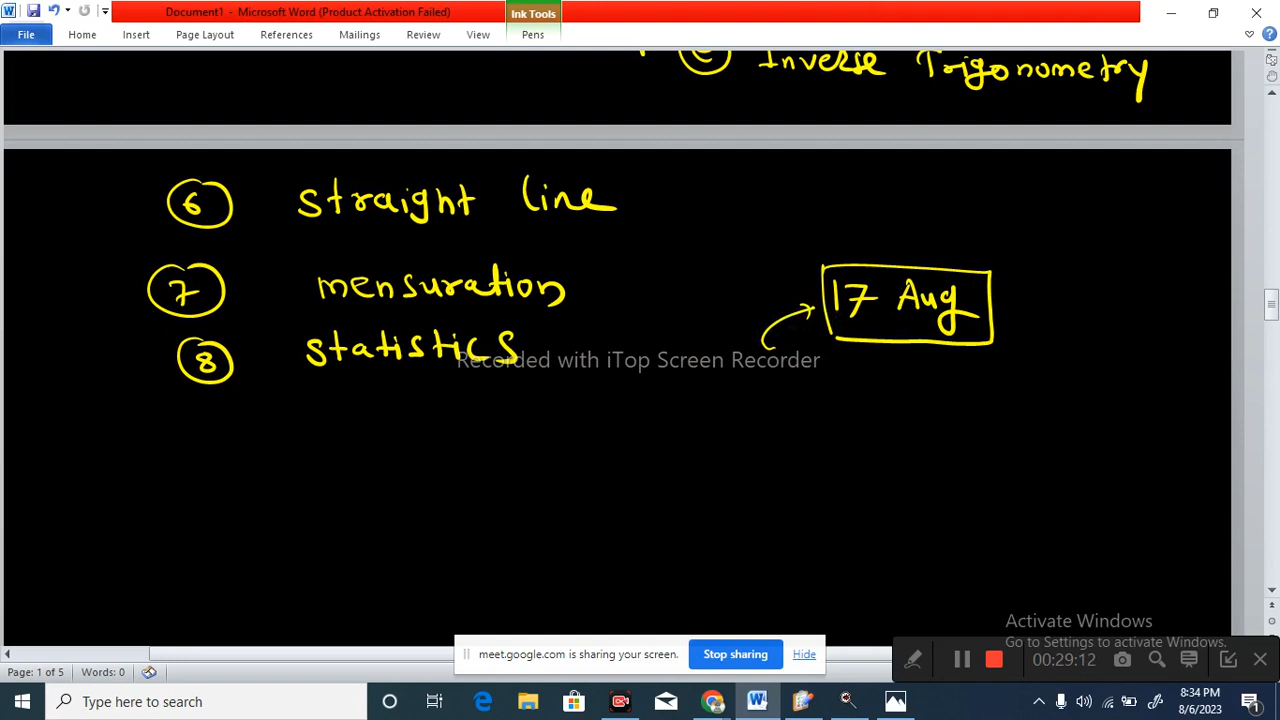 Document1 - Microsoft Word (Product Activation Failed)
Ink Tools
File Home Insert Page Layout References Mailings Review View Pens
C Inverse Trigonometry
6 straight line
7 mensuration
17 Aug
8 statistics
Recorded with iTop Screen Recorder
Activate Windows
Go to Settings to activate Windows.
meet.google.com is sharing your screen. Stop sharing Hide
00:29:12
Page: 1 of 5 Words: 0
Type here to search
8:34 PM
8/6/2023